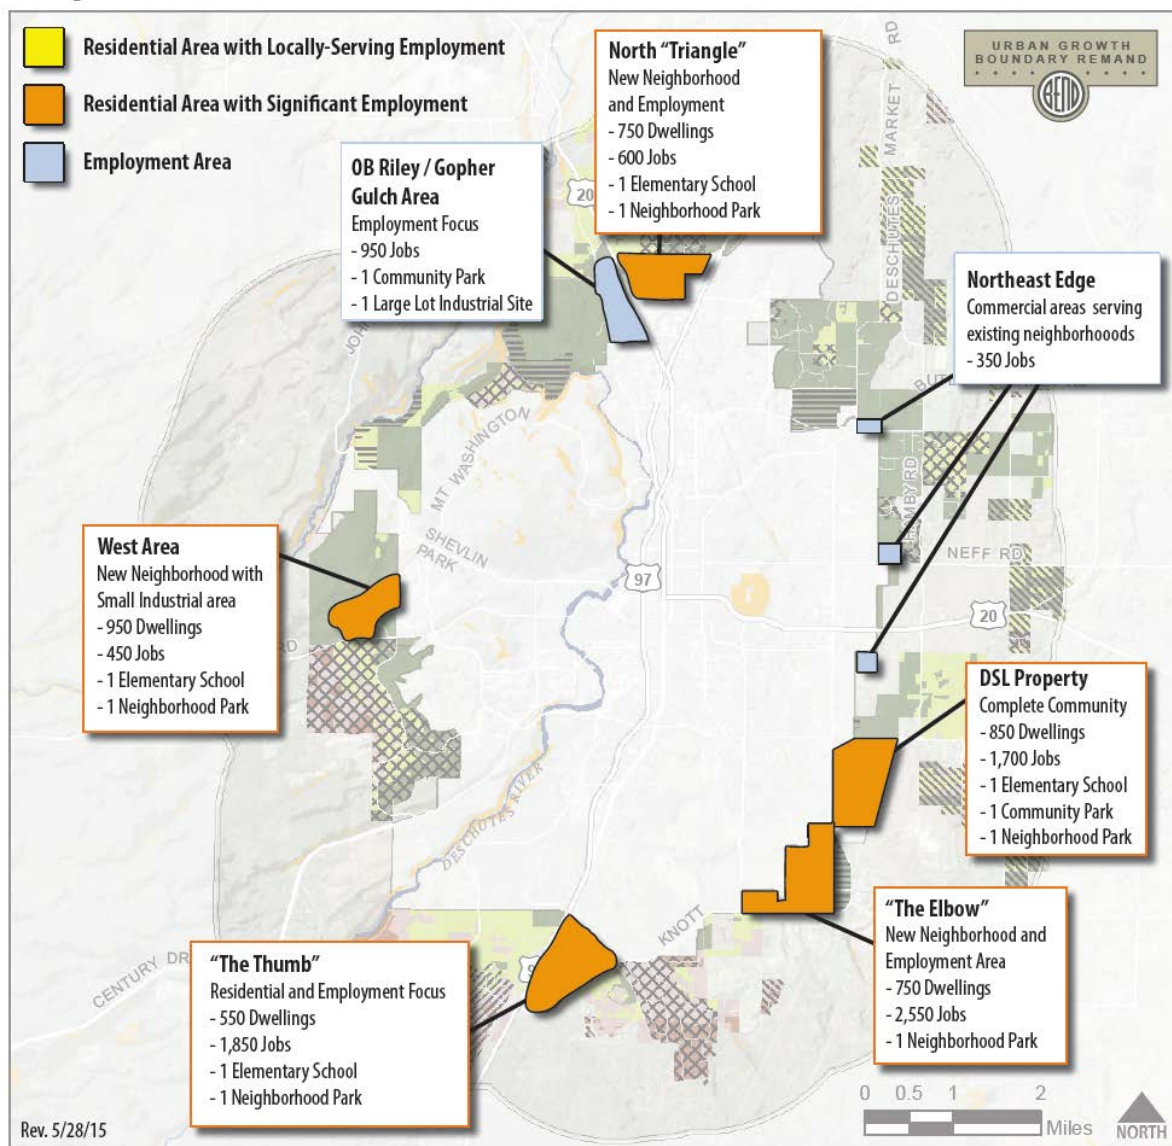 Residential Area with Locally-Serving Employment
Residential Area with Significant Employment
Employment Area
URBAN GROWTH
BOUNDARY REMAND
BEND
North “Triangle”
New Neighborhood
and Employment
- 750 Dwellings
- 600 Jobs
- 1 Elementary School
- 1 Neighborhood Park
OB Riley / Gopher
Gulch Area
Employment Focus
- 950 Jobs
- 1 Community Park
- 1 Large Lot Industrial Site
Northeast Edge
Commercial areas serving
existing neighborhooods
- 350 Jobs
West Area
New Neighborhood with
Small Industrial area
- 950 Dwellings
- 450 Jobs
- 1 Elementary School
- 1 Neighborhood Park
DSL Property
Complete Community
- 850 Dwellings
- 1,700 Jobs
- 1 Elementary School
- 1 Community Park
- 1 Neighborhood Park
“The Elbow”
New Neighborhood and
Employment Area
- 750 Dwellings
- 2,550 Jobs
- 1 Neighborhood Park
“The Thumb”
Residential and Employment Focus
- 550 Dwellings
- 1,850 Jobs
- 1 Elementary School
- 1 Neighborhood Park
20
DESCHUTES MARKET RD
MT WASHINGTON
SHEVLIN
PARK
97
HAMBY RD
NEFF RD
20
RD
DESCHUTES RIVER
KNOTT
CENTURY DR
0 0.5 1 2
Miles
NORTH
Rev. 5/28/15